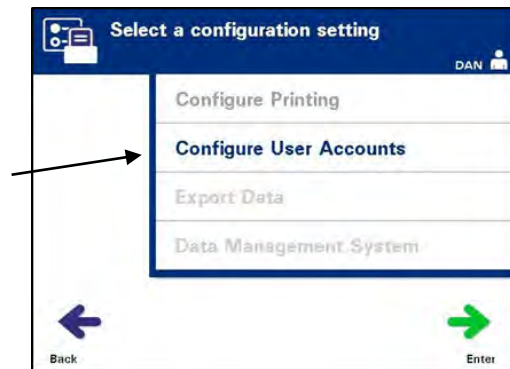 Select a configuration setting
DAN
Configure Printing
Configure User Accounts
Export Data
Data Management System
Back
Enter